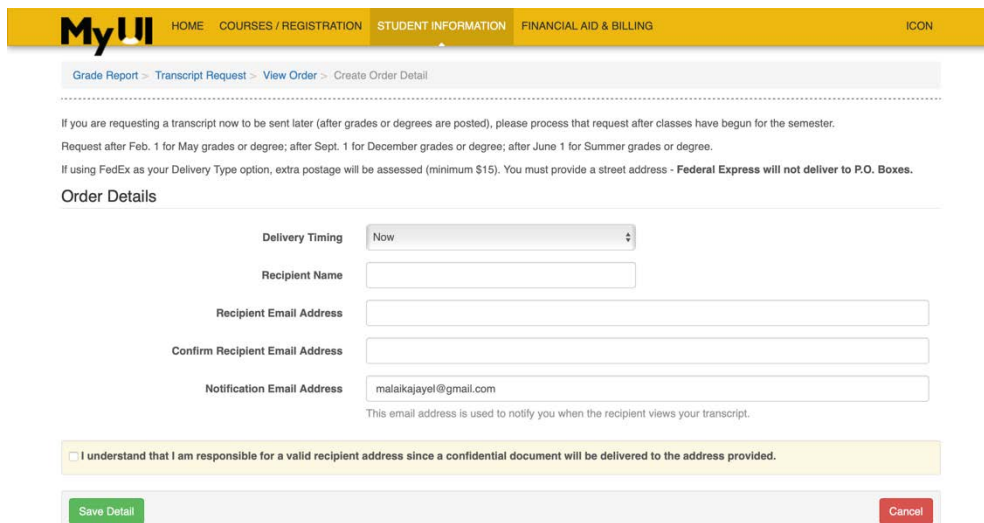 MyUI HOME COURSES / REGISTRATION STUDENT INFORMATION FINANCIAL AID & BILLING ICON
Grade Report > Transcript Request > View Order > Create Order Detail
If you are requesting a transcript now to be sent later (after grades or degrees are posted), please process that request after classes have begun for the semester.
Request after Feb. 1 for May grades or degree; after Sept. 1 for December grades or degree; after June 1 for Summer grades or degree.
If using FedEx as your Delivery Type option, extra postage will be assessed (minimum $15). You must provide a street address - Federal Express will not deliver to P.O. Boxes.
Order Details
Delivery Timing Now
Recipient Name
Recipient Email Address
Confirm Recipient Email Address
Notification Email Address malaikajayel@gmail.com
This email address is used to notify you when the recipient views your transcript.
I understand that I am responsible for a valid recipient address since a confidential document will be delivered to the address provided.
Save Detail Cancel